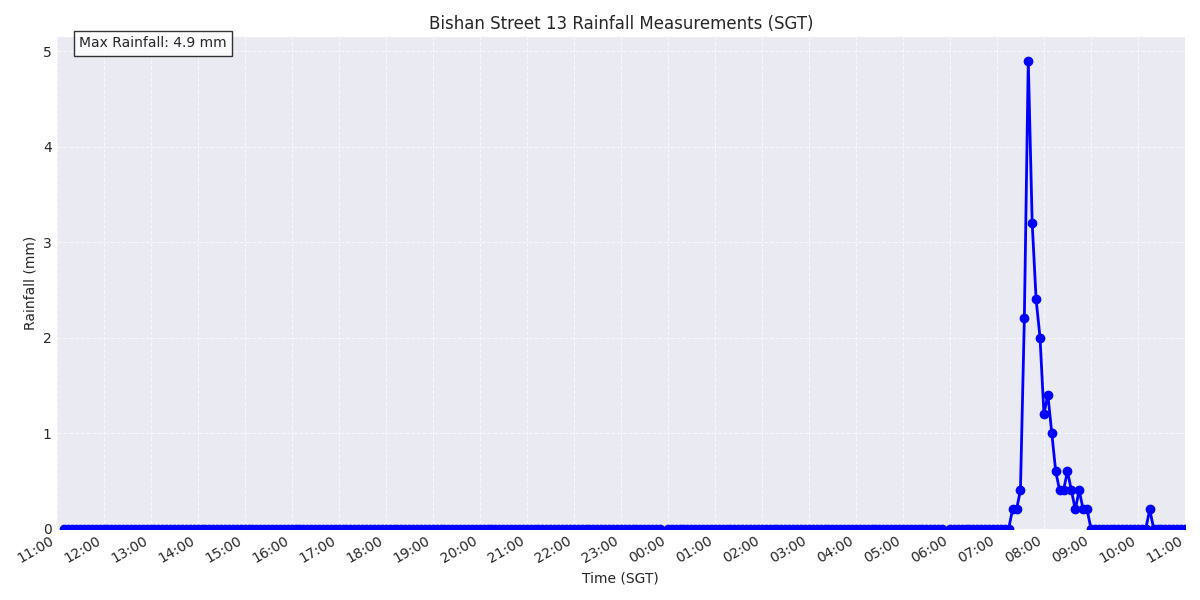 Bishan Street 13 Rainfall Measurements (SGT)
Max Rainfall: 4.9 mm
5
4
3
2
1
0
Rainfall (mm)
11:00 12:00 13:00 14:00 15:00 16:00 17:00 18:00 19:00 20:00 21:00 22:00 23:00 00:00 01:00 02:00 03:00 04:00 05:00 06:00 07:00 08:00 09:00 10:00 11:00
Time (SGT)